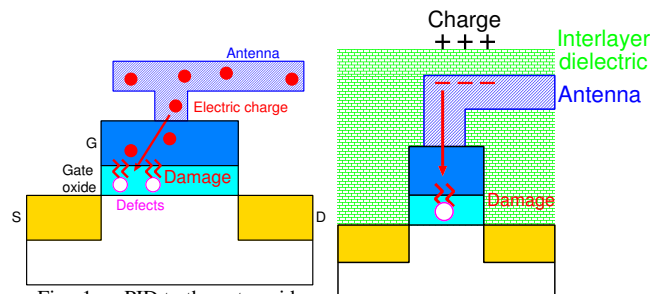 Antenna
Electric charge
G
Gate
oxide
Damage
S
Defects
D
Charge
+ + +
Interlayer
dielectric
Antenna
Damage